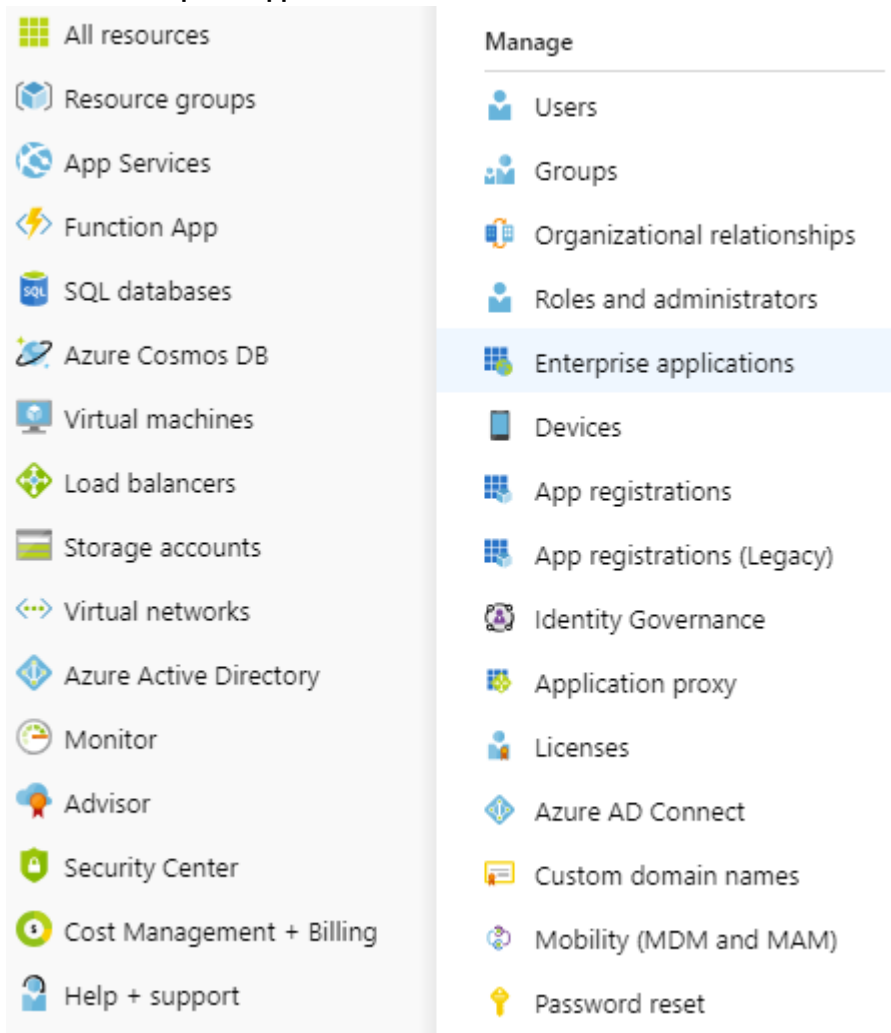 All resources
Resource groups
App Services
Function App
SQL databases
Azure Cosmos DB
Virtual machines
Load balancers
Storage accounts
Virtual networks
Azure Active Directory
Monitor
Advisor
Security Center
Cost Management + Billing
Help + support
Manage
Users
Groups
Organizational relationships
Roles and administrators
Enterprise applications
Devices
App registrations
App registrations (Legacy)
Identity Governance
Application proxy
Licenses
Azure AD Connect
Custom domain names
Mobility (MDM and MAM)
Password reset